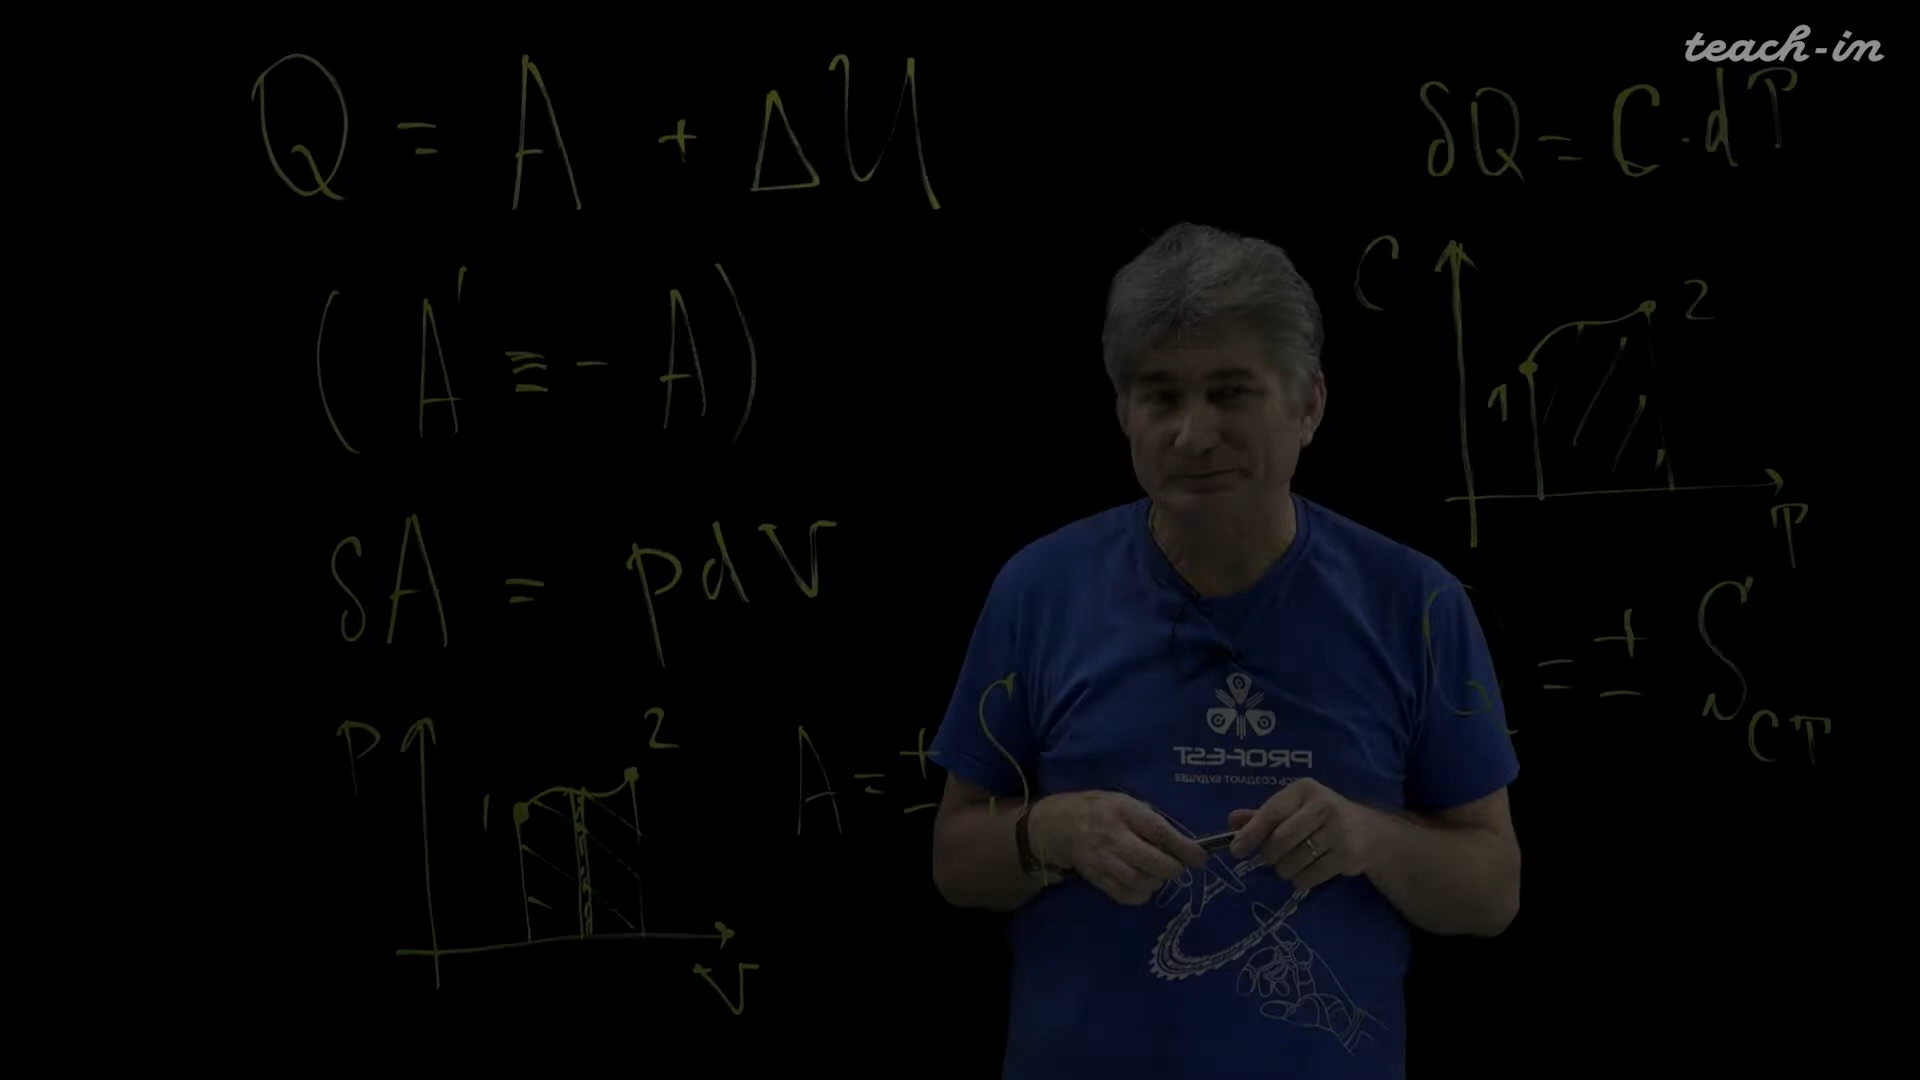 teach-in
Q = A + ΔU
(A' ≡ - A)
δA = pdV
P
1
2
V
A = ± S
δQ = C · dT
C
1
2
T
Q = ± S CT
PROFEST